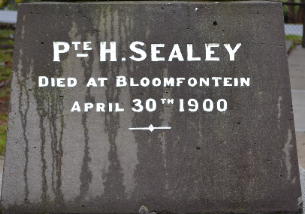 PTE H. SEALEY
DIED AT BLOOMFONTEIN
APRIL 30TH 1900